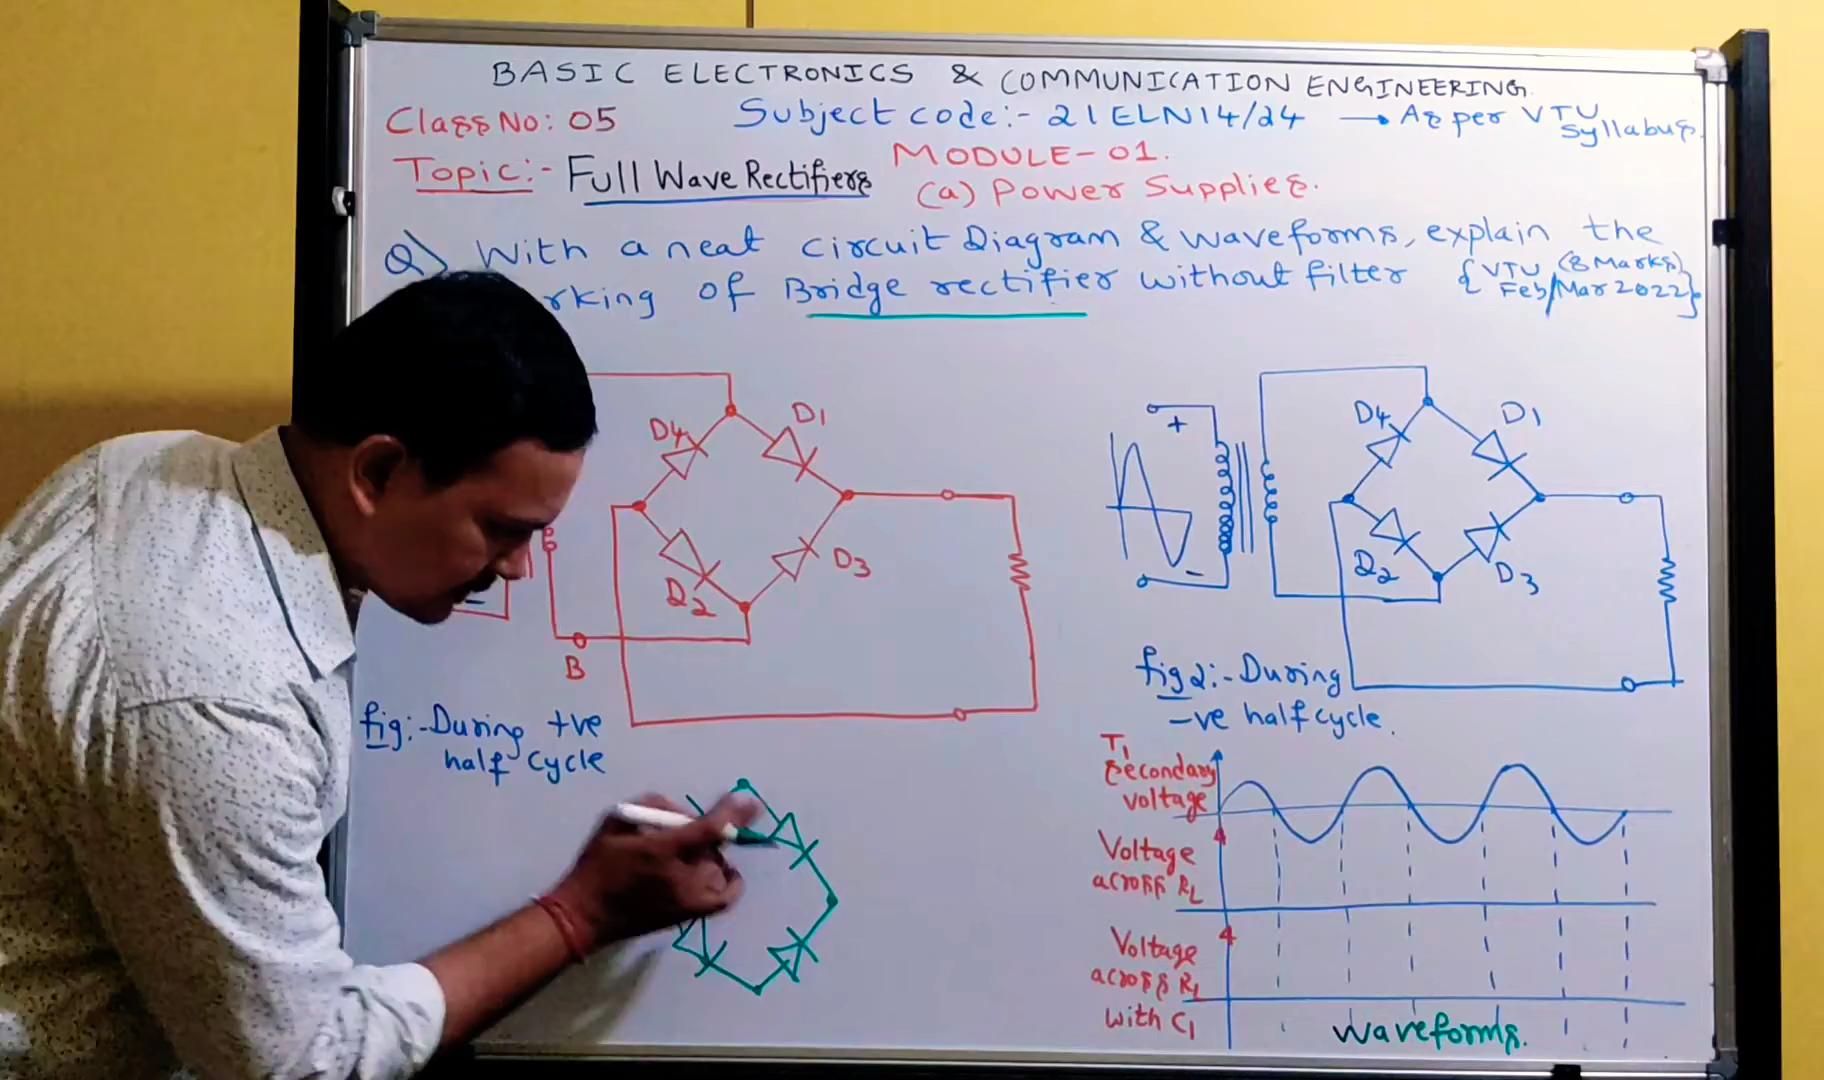 BASIC ELECTRONICS & COMMUNICATION ENGINEERING.
Class No: 05 Subject code:- 21ELN14/24 → As per VTU Syllabus.
Topic:- Full Wave Rectifiers MODULE-01.
(a) Power Supplies.
Q) With a neat circuit Diagram & waveforms, explain the
rking of Bridge rectifier without filter {VTU (8 Marks)
Feb/Mar 2022}
D4 D1
D2 D3
B
-
fig:- During +ve
half cycle
+
-
D4 D1
D2 D3
fig 2:- During
-ve half cycle.
T1
Secondary
voltage
Voltage
across RL
Voltage
across RL
with C1
Waveforms.